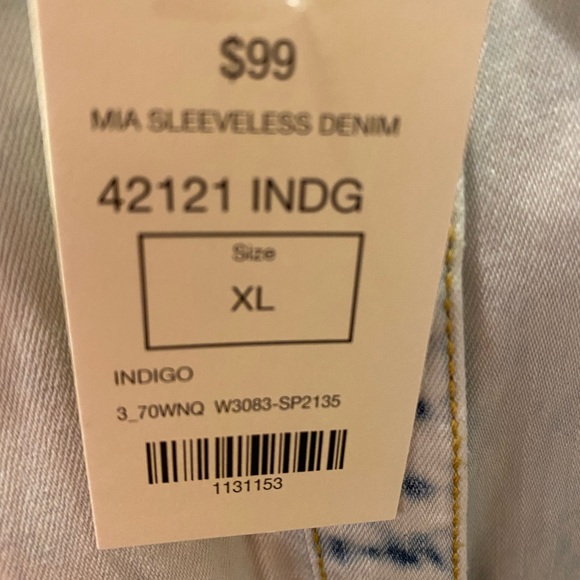 $99
MIA SLEEVELESS DENIM
42121 INDG
Size
XL
INDIGO
3_70WNQ W3083-SP2135
1131153